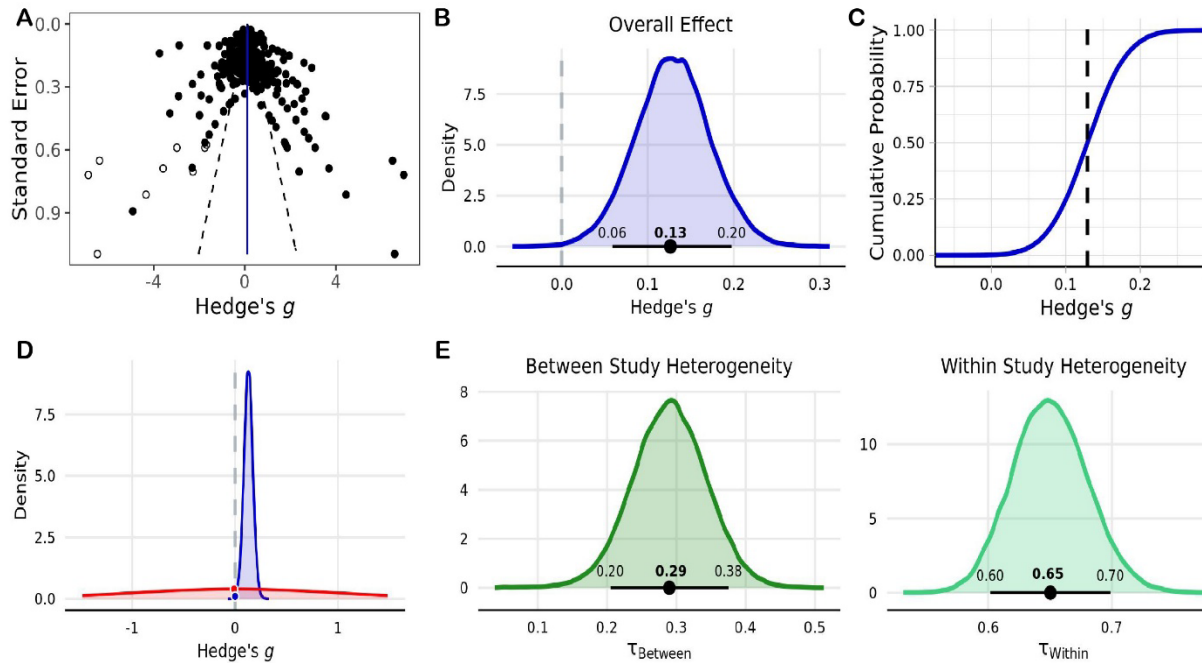 A
Standard Error
0.0
0.3
0.6
0.9
-4
0
4
Hedge's g
B
Overall Effect
Density
7.5
5.0
2.5
0.0
0.06
0.13
0.20
0.0
0.1
0.2
0.3
Hedge's g
C
Cumulative Probability
1.00
0.75
0.50
0.25
0.00
0.0
0.2
Hedge's g
D
Density
7.5
5.0
2.5
0.0
-1
0
1
Hedge's g
E
Between Study Heterogeneity
8
6
4
2
0
0.20
0.29
0.38
0.1
0.2
0.3
0.4
0.5
τBetween
Within Study Heterogeneity
10
5
0
0.60
0.65
0.70
0.6
0.7
τWithin